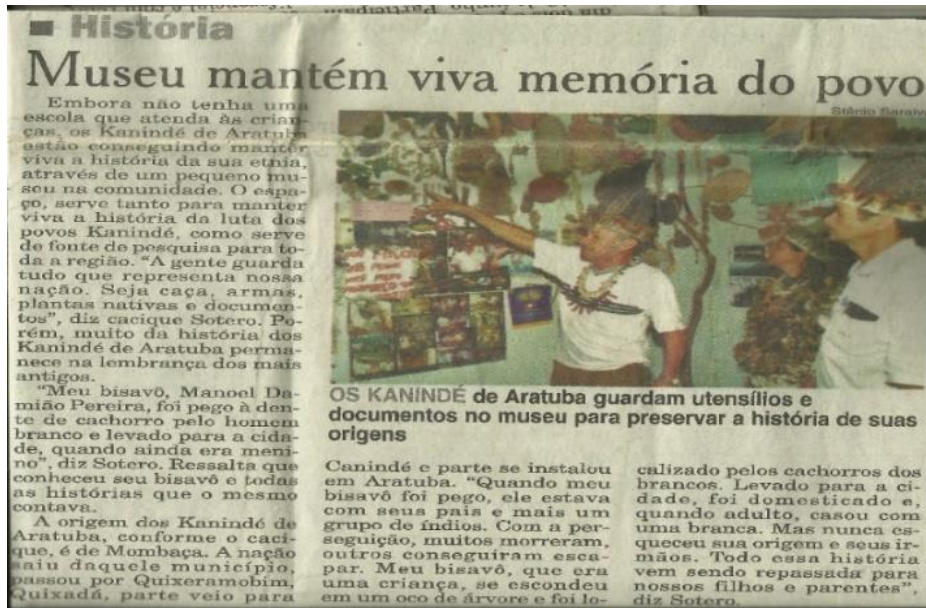 História
Museu mantém viva memória do povo
Stênio Saraiva
Embora não tenha uma
escola que atenda às crian-
ças, os Kanindé de Aratuba
estão conseguindo manter
viva a história da sua etnia,
através de um pequeno mu-
seu na comunidade. O espa-
ço, serve tanto para manter
viva a história da luta dos
povos Kanindé, como serve
de fonte de pesquisa para to-
da a região. “A gente guarda
tudo que representa nossa
nação. Seja caça, armas,
plantas nativas e documen-
tos”, diz cacique Sotero. Po-
rém, muito da história dos
Kanindé de Aratuba perma-
nece na lembrança dos mais
antigos.
“Meu bisavô, Manoel Da-
mião Pereira, foi pego à den-
te de cachorro pelo homem
branco e levado para a cida-
de, quando ainda era meni-
no”, diz Sotero. Ressalta que
conheceu seu bisavô e todas
as histórias que o mesmo
contava.
A origem dos Kanindé de
Aratuba, conforme o caci-
que, é de Mombaça. A nação
saiu daquele município,
passou por Quixeramobim,
Quixadá, parte veio para
OS KANINDÉ de Aratuba guardam utensílios e
documentos no museu para preservar a história de suas
origens
Canindé e parte se instalou
em Aratuba. “Quando meu
bisavô foi pego, ele estava
com seus pais e mais um
grupo de índios. Com a per-
seguição, muitos morreram,
outros conseguiram esca-
par. Meu bisavô, que era
uma criança, se escondeu
em um oco de árvore e foi lo-
calizado pelos cachorros dos
brancos. Levado para a ci-
dade, foi domesticado e,
quando adulto, casou com
uma branca. Mas nunca es-
queceu sua origem e seus ir-
mãos. Todo essa história
vem sendo repassada para
nossos filhos e parentes”,
diz Sotero